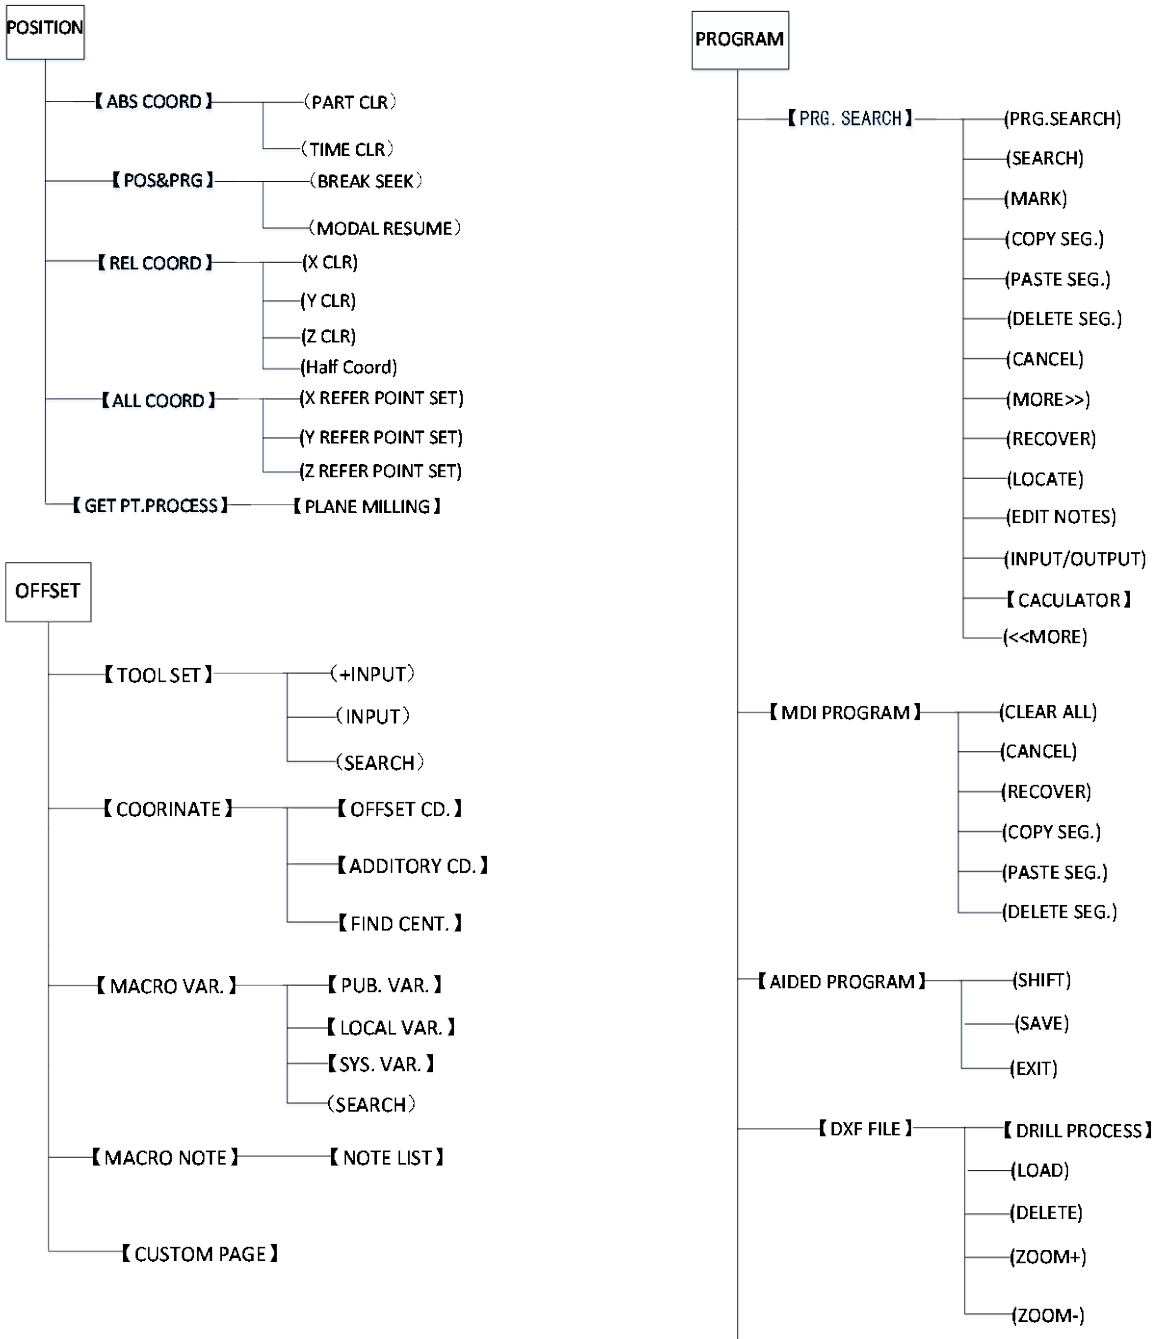 POSITION
【ABS COORD】
(PART CLR)
(TIME CLR)
【POS&PRG】
(BREAK SEEK)
(MODAL RESUME)
【REL COORD】
(X CLR)
(Y CLR)
(Z CLR)
(Half Coord)
【ALL COORD】
(X REFER POINT SET)
(Y REFER POINT SET)
(Z REFER POINT SET)
【GET PT.PROCESS】
【PLANE MILLING】
OFFSET
【TOOL SET】
(+INPUT)
(INPUT)
(SEARCH)
【COORINATE】
【OFFSET CD.】
【ADDITORY CD.】
【FIND CENT.】
【MACRO VAR.】
【PUB. VAR.】
【LOCAL VAR.】
【SYS. VAR.】
(SEARCH)
【MACRO NOTE】
【NOTE LIST】
【CUSTOM PAGE】
PROGRAM
【PRG. SEARCH】
(PRG.SEARCH)
(SEARCH)
(MARK)
(COPY SEG.)
(PASTE SEG.)
(DELETE SEG.)
(CANCEL)
(MORE>>)
(RECOVER)
(LOCATE)
(EDIT NOTES)
(INPUT/OUTPUT)
【CACULATOR】
(<<MORE)
【MDI PROGRAM】
(CLEAR ALL)
(CANCEL)
(RECOVER)
(COPY SEG.)
(PASTE SEG.)
(DELETE SEG.)
【AIDED PROGRAM】
(SHIFT)
(SAVE)
(EXIT)
【DXF FILE】
【DRILL PROCESS】
(LOAD)
(DELETE)
(ZOOM+)
(ZOOM-)